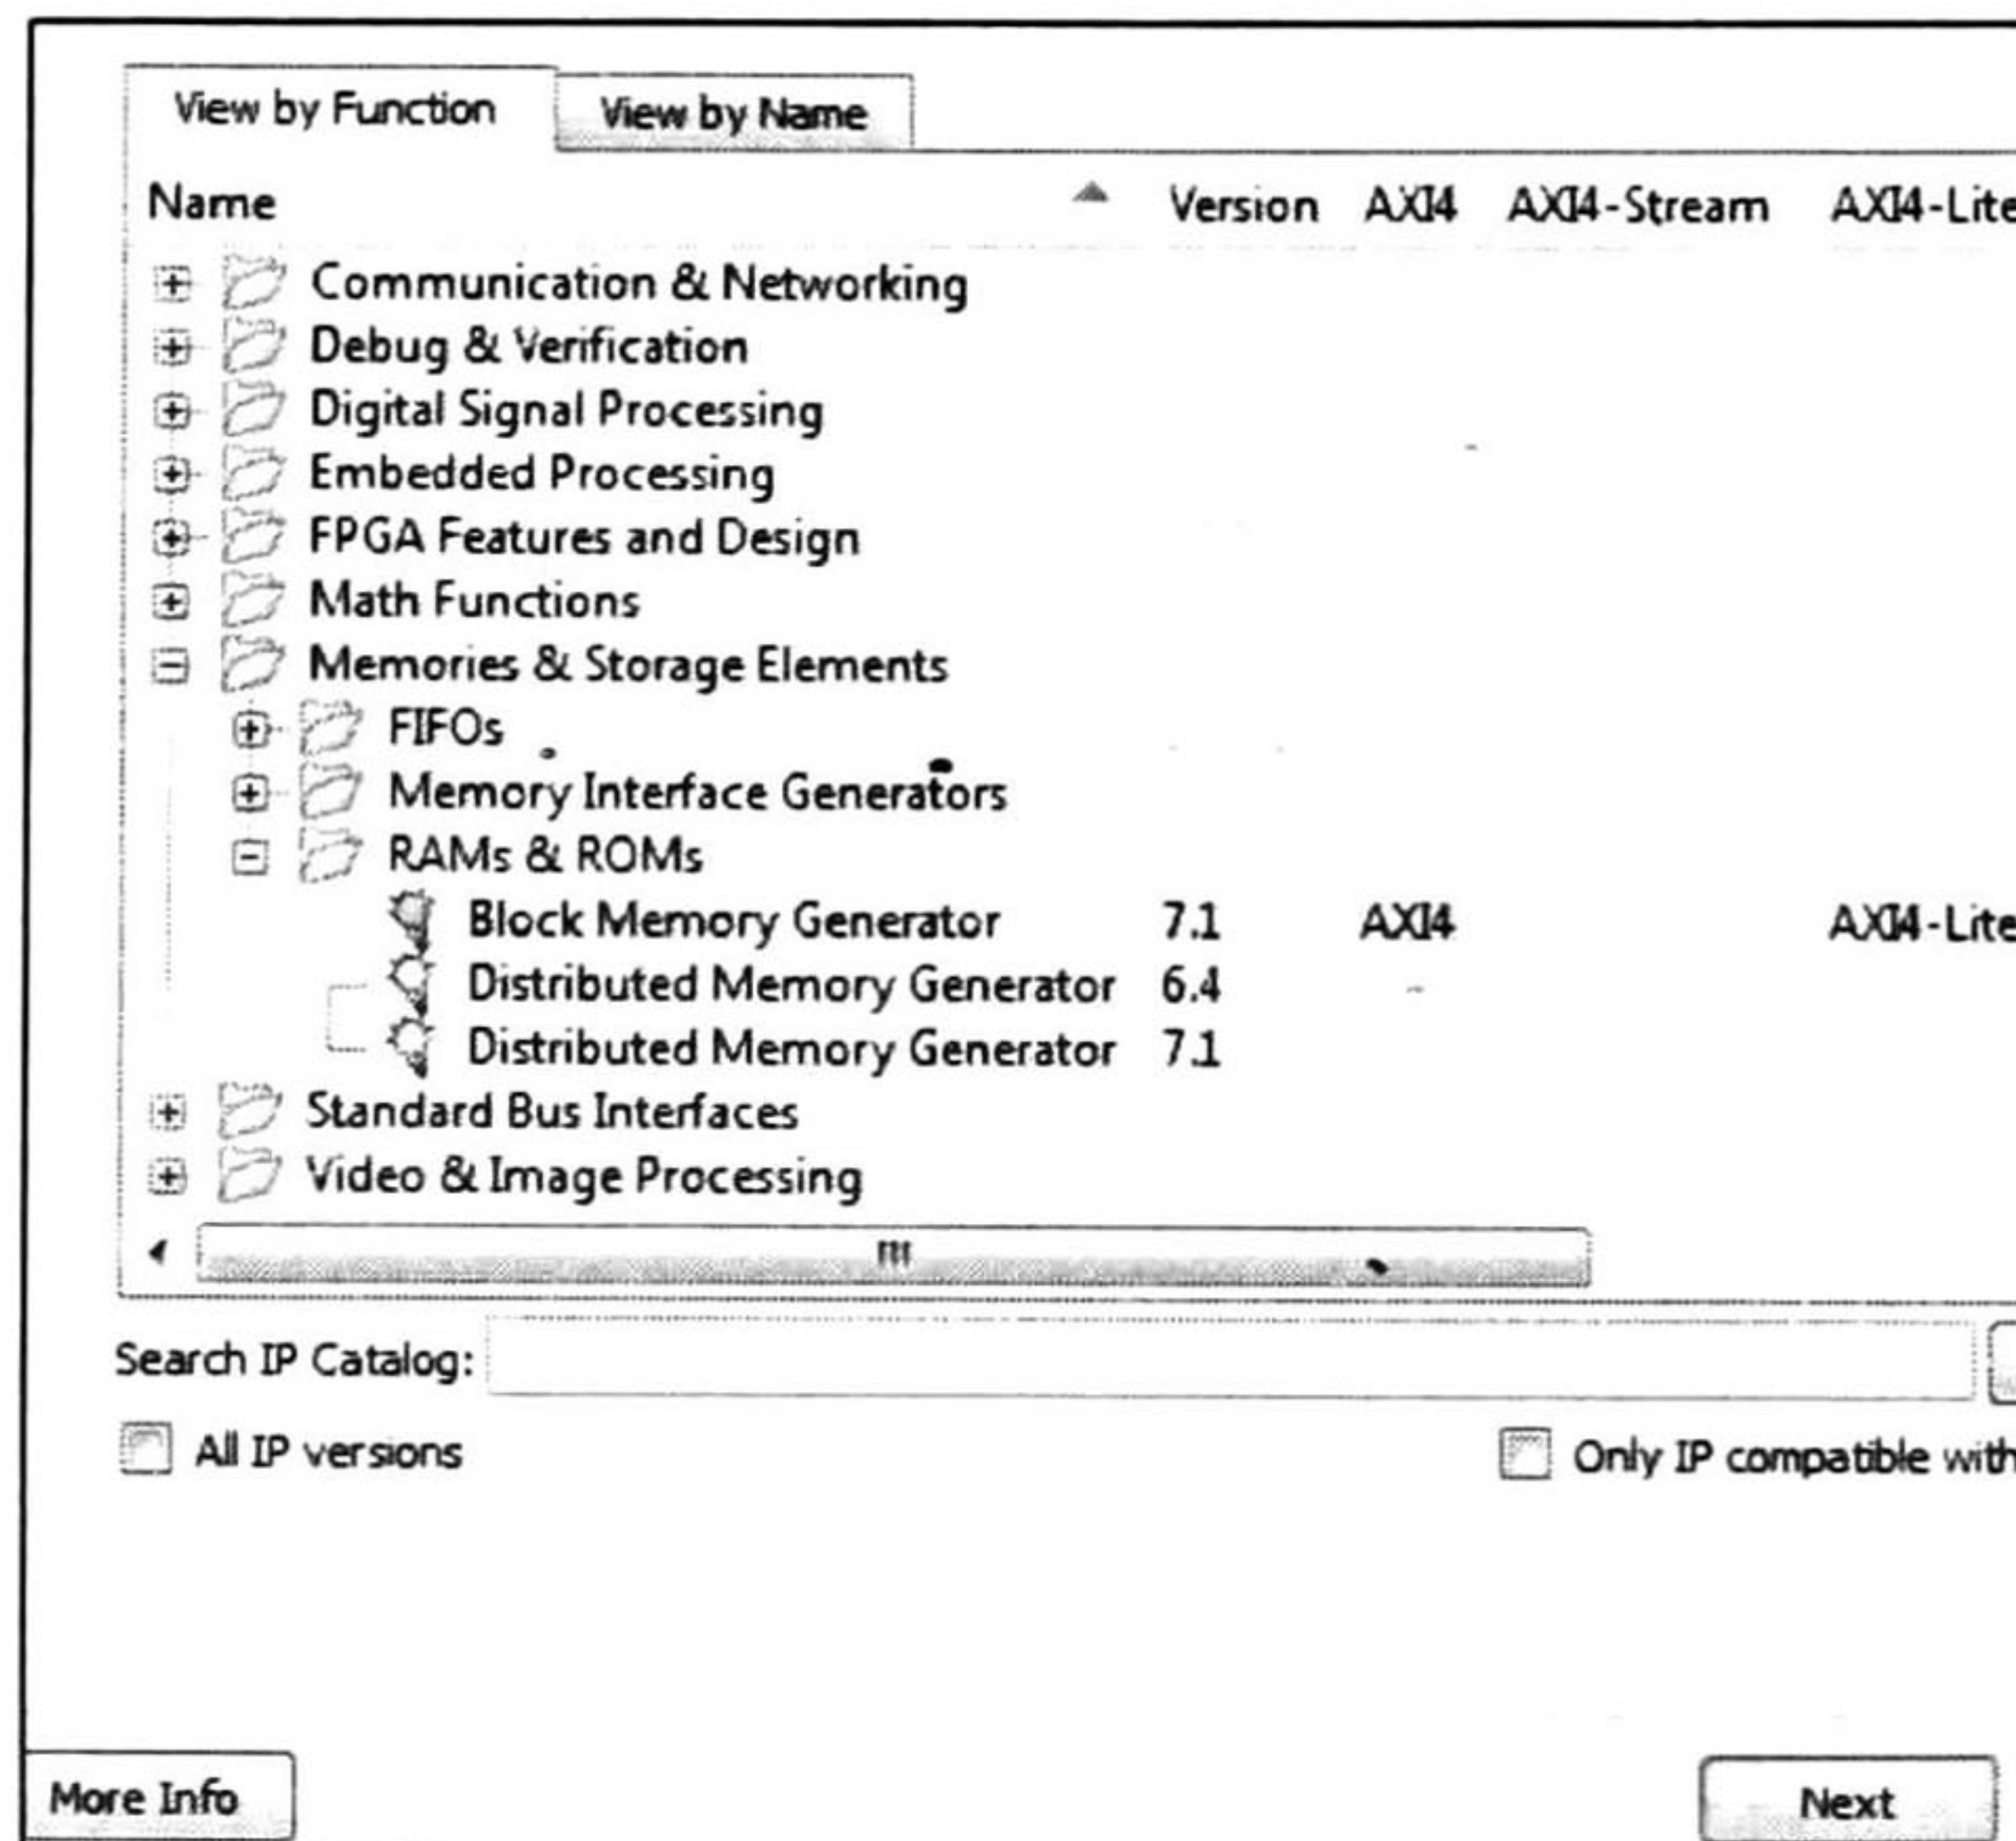 View by Function View by Name
Name Version AXI4 AXI4-Stream AXI4-Lite
Communication & Networking
Debug & Verification
Digital Signal Processing
Embedded Processing
FPGA Features and Design
Math Functions
Memories & Storage Elements
FIFOs
Memory Interface Generators
RAMs & ROMs
Block Memory Generator 7.1 AXI4 AXI4-Lite
Distributed Memory Generator 6.4
Distributed Memory Generator 7.1
Standard Bus Interfaces
Video & Image Processing
Search IP Catalog:
All IP versions Only IP compatible with
More Info Next